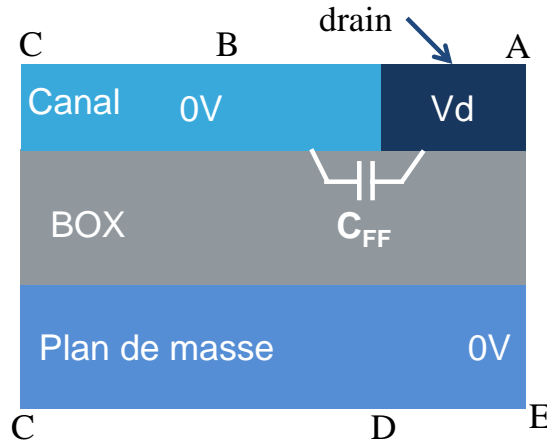 drain
C B A
Canal 0V Vd
BOX
C_FF
Plan de masse 0V
C D E